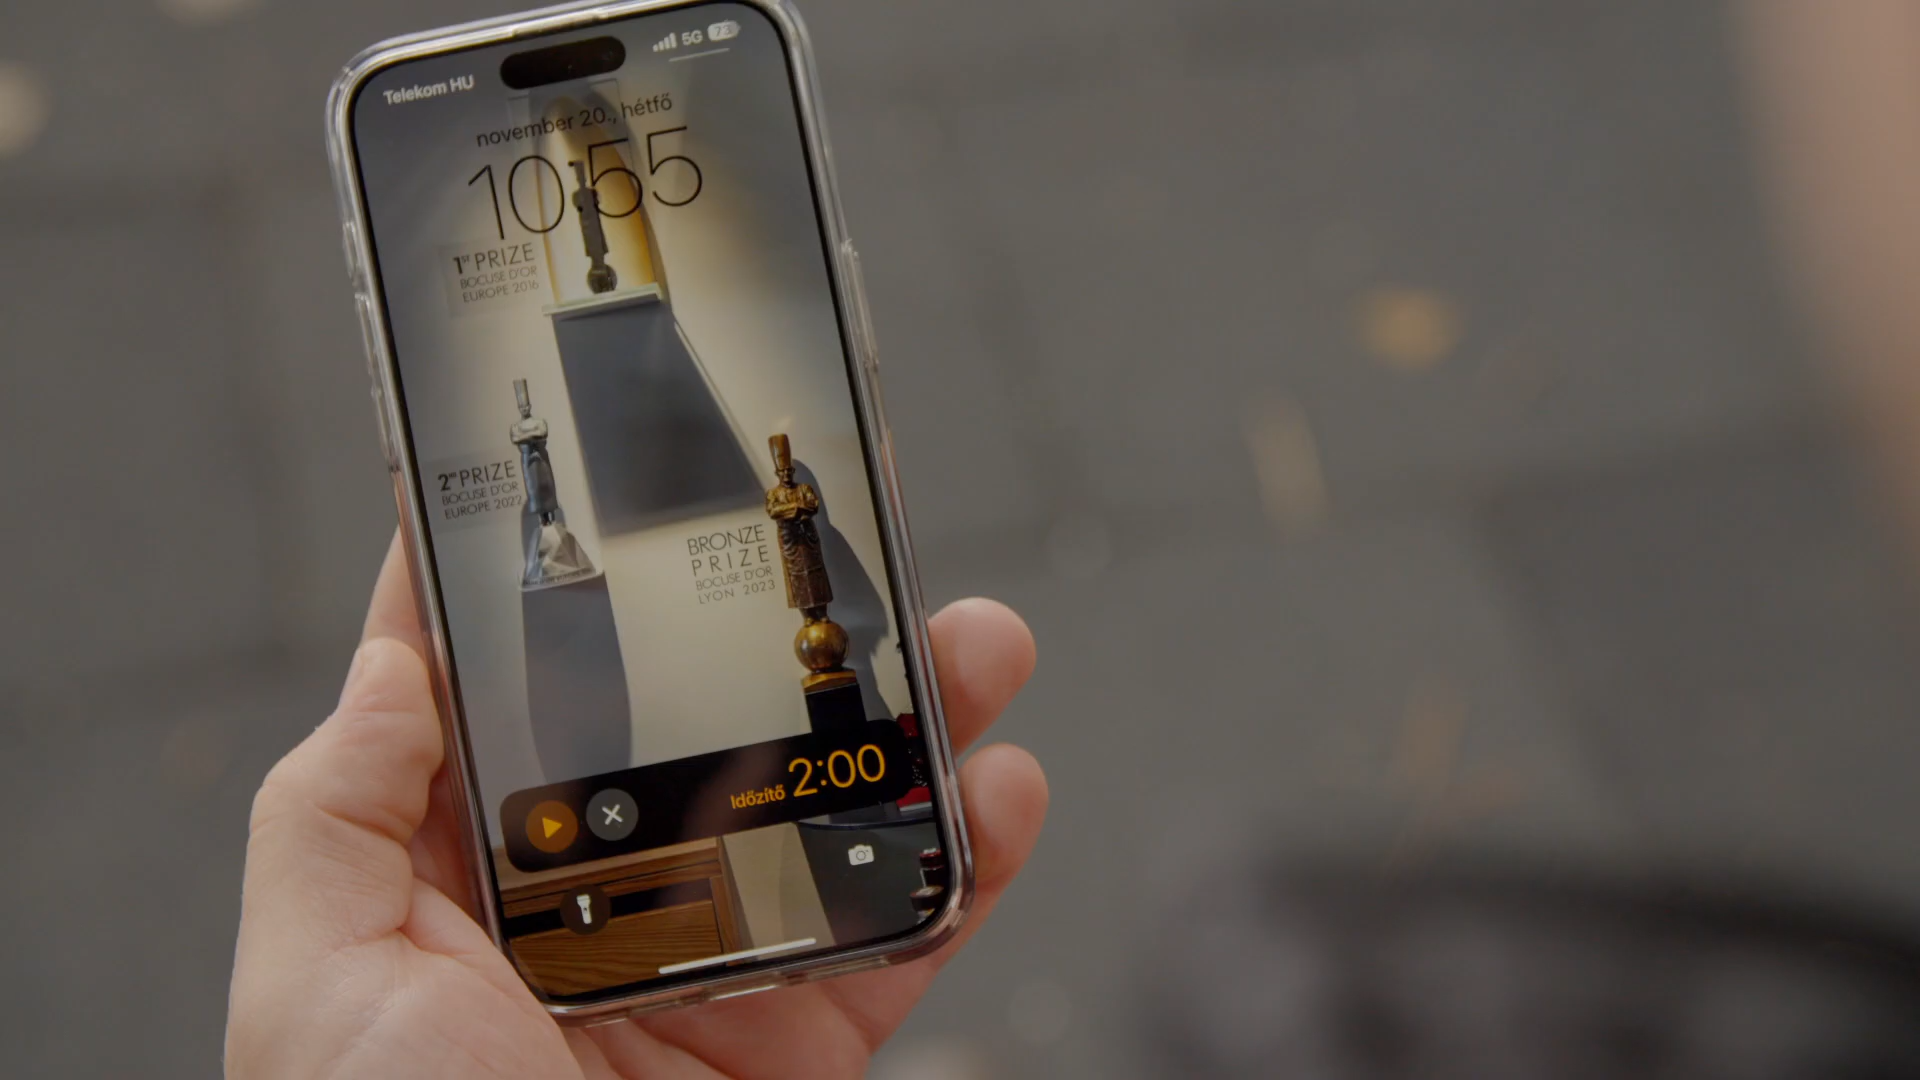 Telekom HU
5G 73
november 20., hétfő
10:55
1ST PRIZE
BOCUSE D'OR
EUROPE 2016
2ND PRIZE
BOCUSE D'OR
EUROPE 2022
BRONZE
PRIZE
BOCUSE D'OR
LYON 2023
Időzítő 2:00